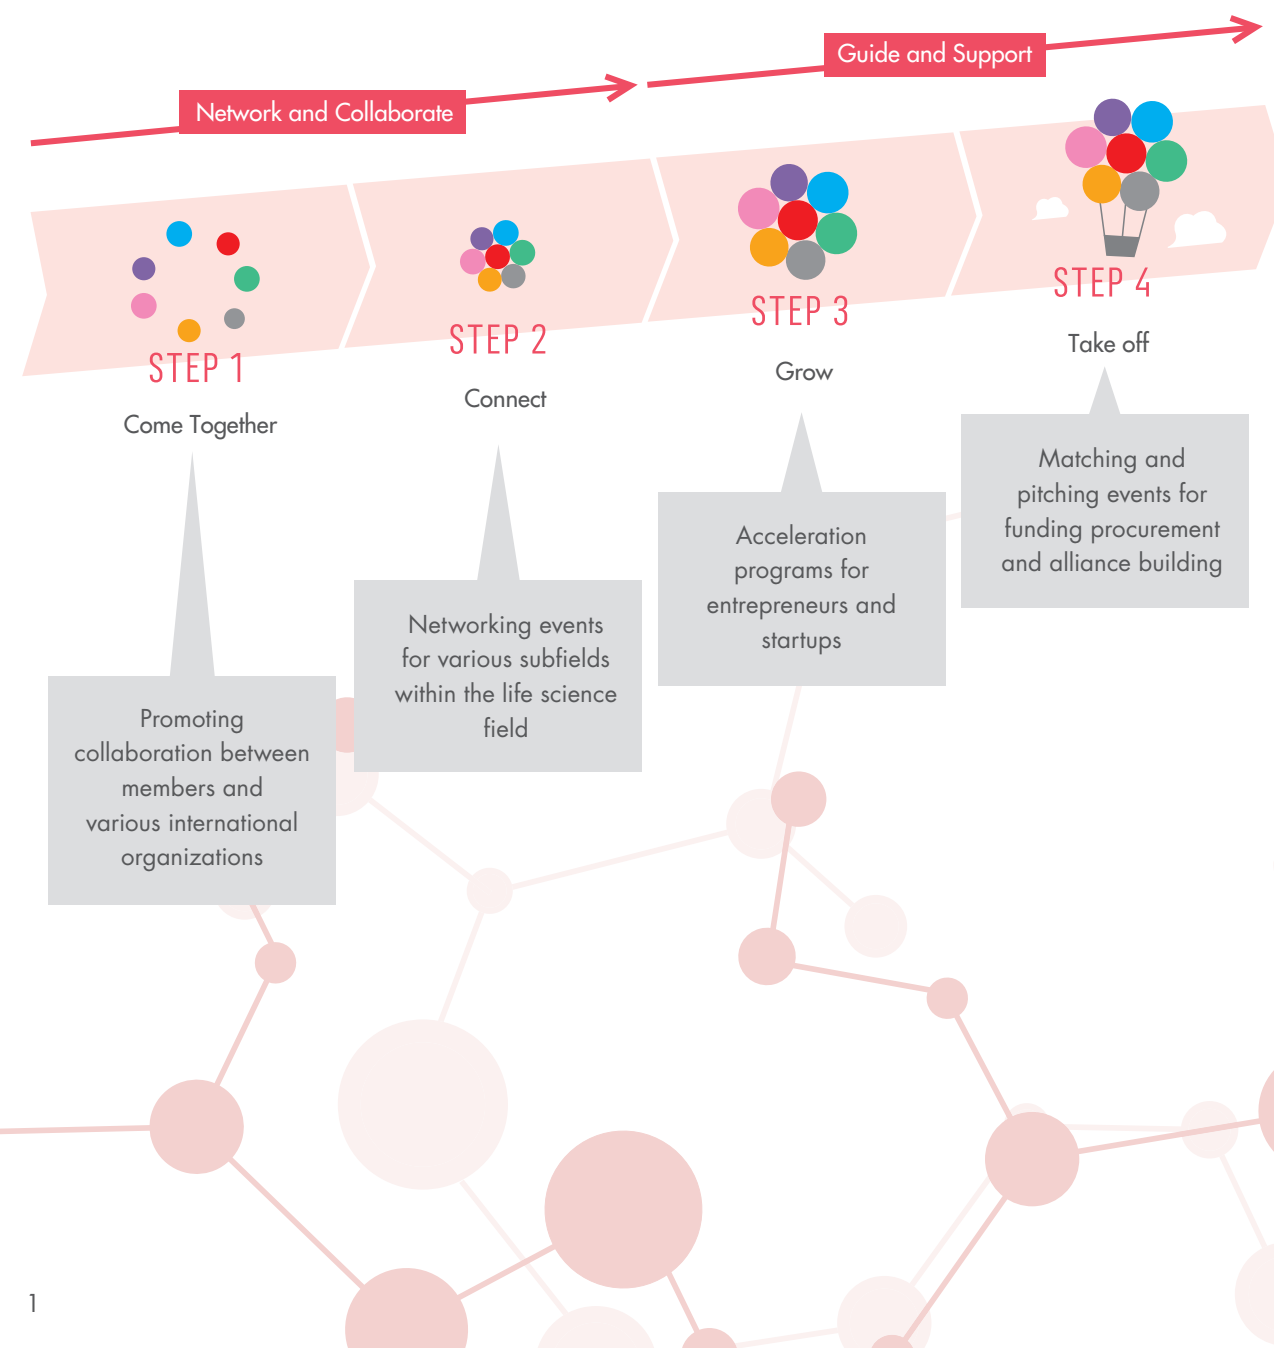 Guide and Support
Network and Collaborate
STEP 1
Come Together
Promoting
collaboration between
members and
various international
organizations
STEP 2
Connect
Networking events
for various subfields
within the life science
field
STEP 3
Grow
Acceleration
programs for
entrepreneurs and
startups
STEP 4
Take off
Matching and
pitching events for
funding procurement
and alliance building
1